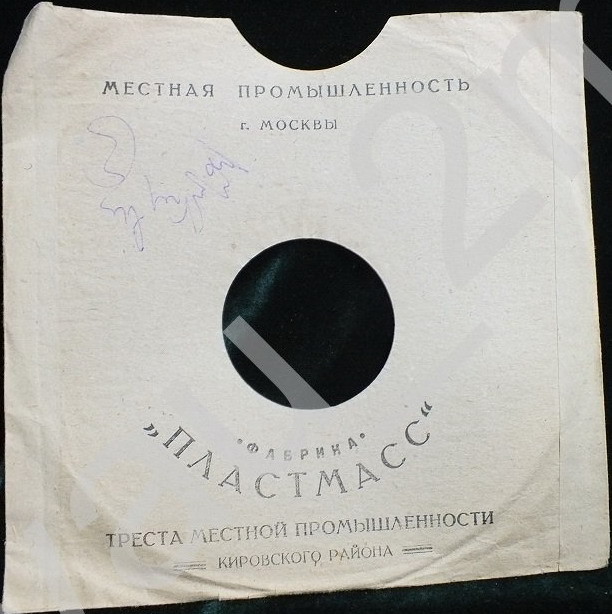 МЕСТНАЯ ПРОМЫШЛЕННОСТЬ
г. МОСКВЫ
•ФАБРИКА•
„ПЛАСТМАСС“
ТРЕСТА МЕСТНОЙ ПРОМЫШЛЕННОСТИ
КИРОВСКОГО РАЙОНА